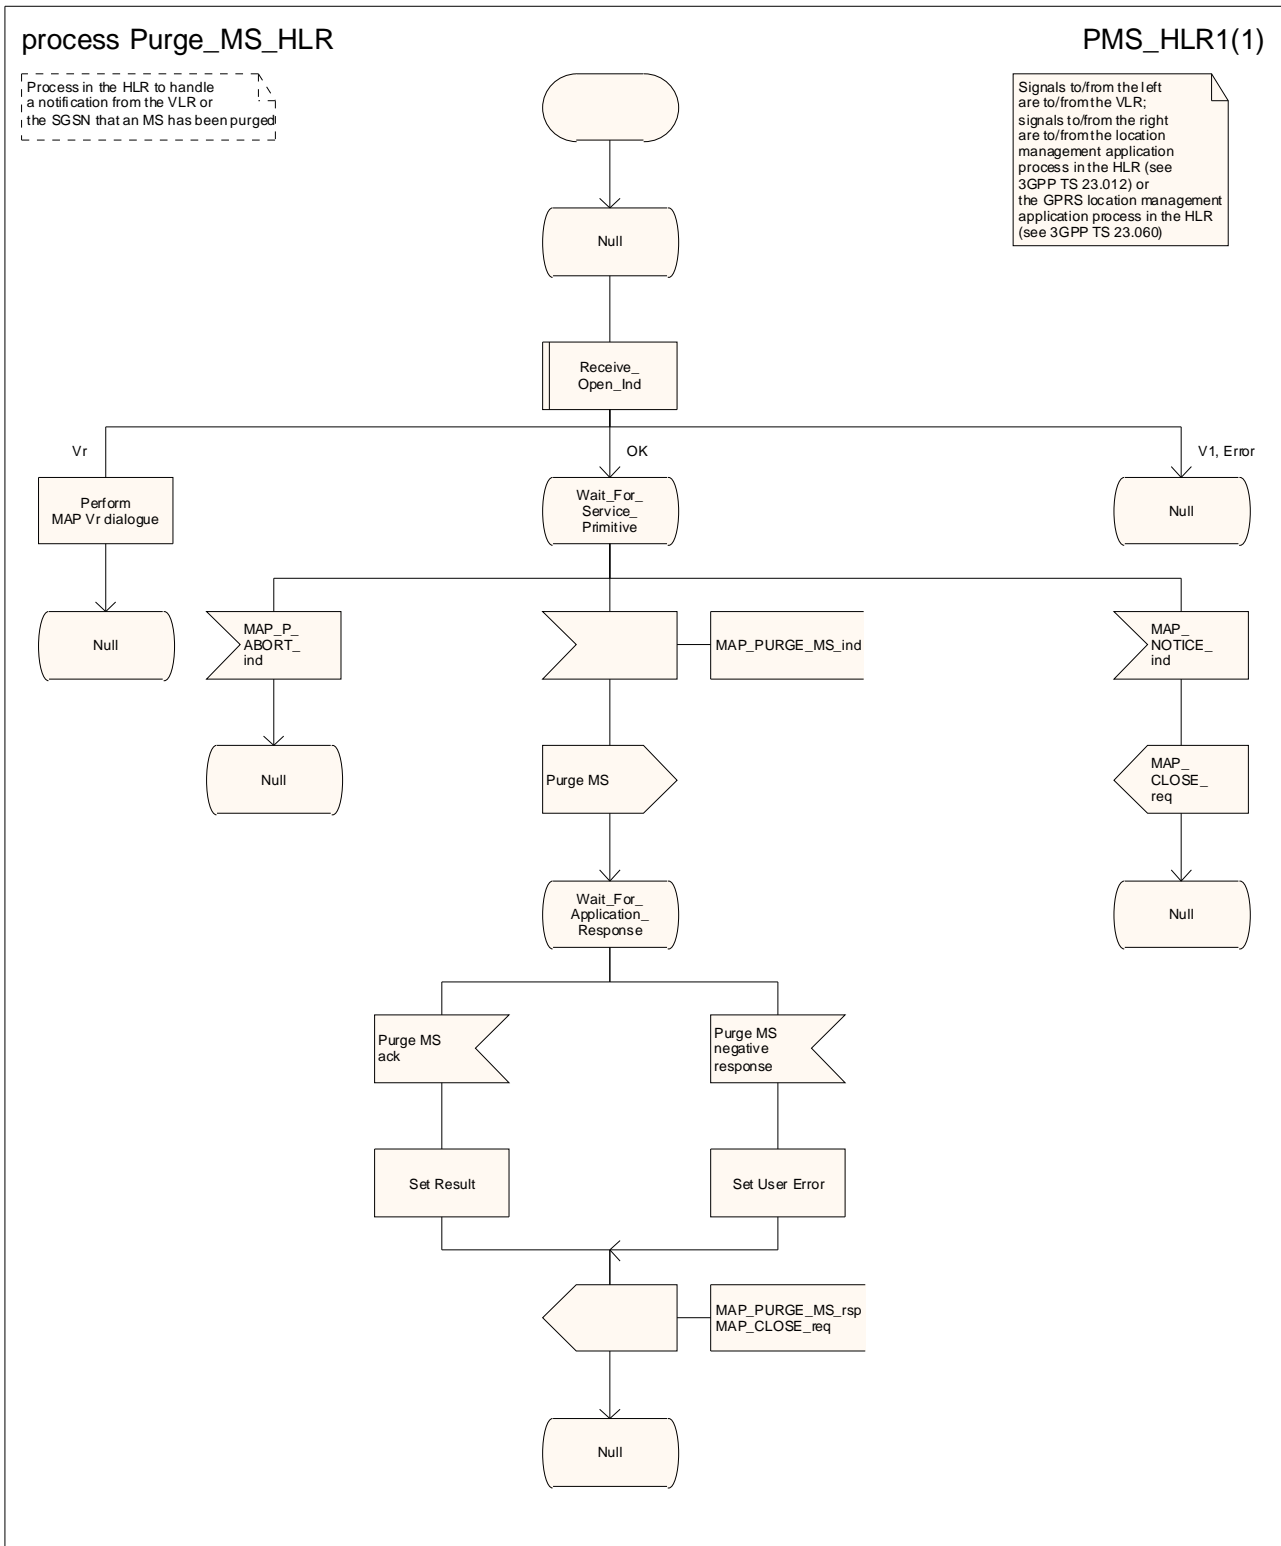 process Purge_MS_HLR
PMS_HLR1(1)
Process in the HLR to handle
a notification from the VLR or
the SGSN that an MS has been purged
Signals to/from the left
are to/from the VLR;
signals to/from the right
are to/from the location
management application
process in the HLR (see
3GPP TS 23.012) or
the GPRS location management
application process in the HLR
(see 3GPP TS 23.060)
Null
Receive_
Open_Ind
Vr
OK
V1, Error
Perform
MAP Vr dialogue
Wait_For_
Service_
Primitive
Null
Null
MAP_P_
ABORT_
ind
MAP_PURGE_MS_ind
MAP_
NOTICE_
ind
Null
Purge MS
MAP_
CLOSE_
req
Wait_For_
Application_
Response
Null
Purge MS
ack
Purge MS
negative
response
Set Result
Set User Error
MAP_PURGE_MS_rsp
MAP_CLOSE_req
Null